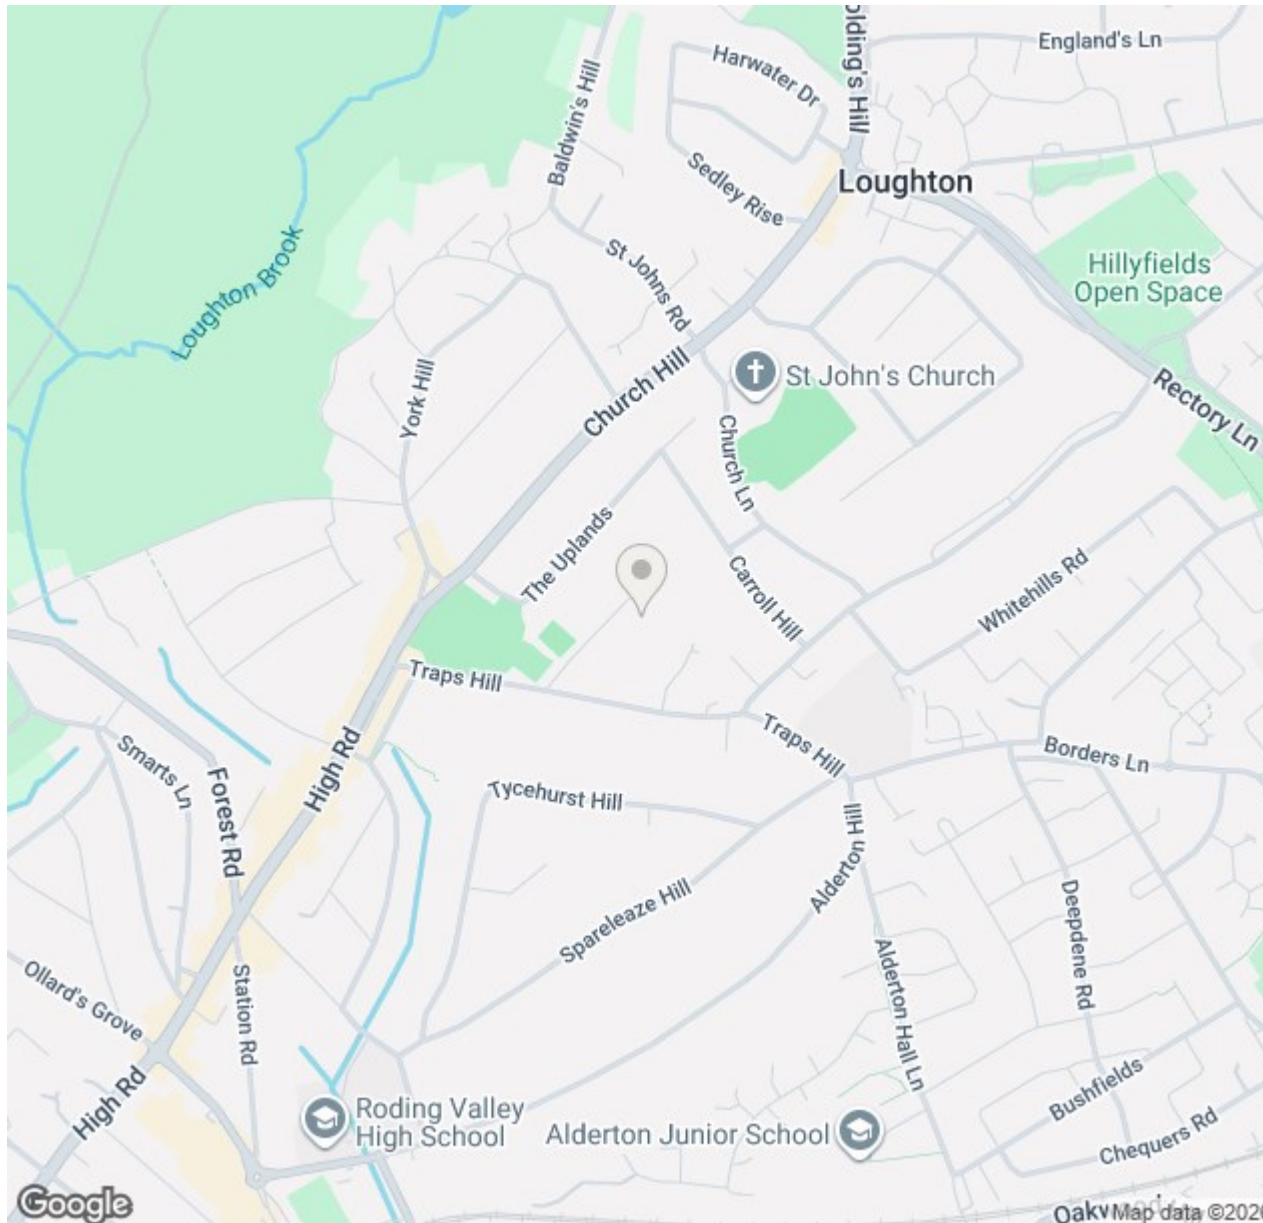 olding's Hill
England's Ln
Harwater Dr
Baldwin's Hill
Sedley Rise
Loughton
Loughton Brook
St Johns Rd
Hillyfields
Open Space
York Hill
Church Hill
St John's Church
Rectory Ln
Church Ln
The Uplands
Carroll Hill
Whitehills Rd
Traps Hill
Traps Hill
Smarts Ln
High Rd
Forest Rd
Borders Ln
Tycehurst Hill
Alderton Hill
Spareleaze Hill
Deepdene Rd
Ollard's Grove
Station Rd
Alderton Hall Ln
High Rd
Bushfields
Roding Valley
High School
Alderton Junior School
Chequers Rd
Google
Map data ©2026